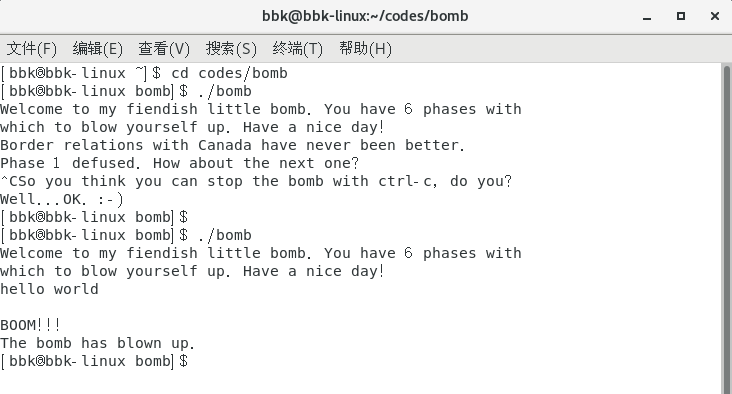 bbk@bbk-linux:~/codes/bomb
文件(F) 编辑(E) 查看(V) 搜索(S) 终端(T) 帮助(H)
[bbk@bbk-linux ~]$ cd codes/bomb
[bbk@bbk-linux bomb]$ ./bomb
Welcome to my fiendish little bomb. You have 6 phases with
which to blow yourself up. Have a nice day!
Border relations with Canada have never been better.
Phase 1 defused. How about the next one?
^CSo you think you can stop the bomb with ctrl-c, do you?
Well...OK. :-)
[bbk@bbk-linux bomb]$
[bbk@bbk-linux bomb]$ ./bomb
Welcome to my fiendish little bomb. You have 6 phases with
which to blow yourself up. Have a nice day!
hello world
BOOM!!!
The bomb has blown up.
[bbk@bbk-linux bomb]$